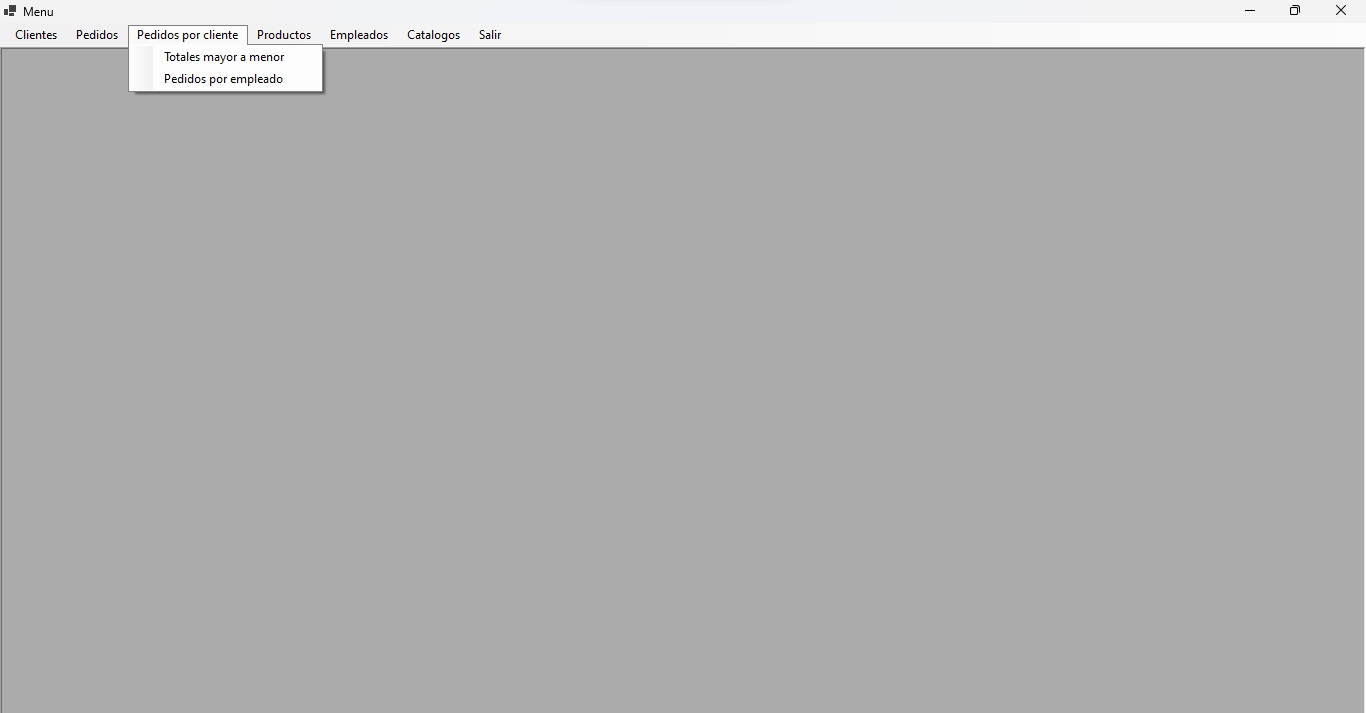 Menu
Clientes Pedidos Pedidos por cliente Productos Empleados Catalogos Salir
Totales mayor a menor
Pedidos por empleado